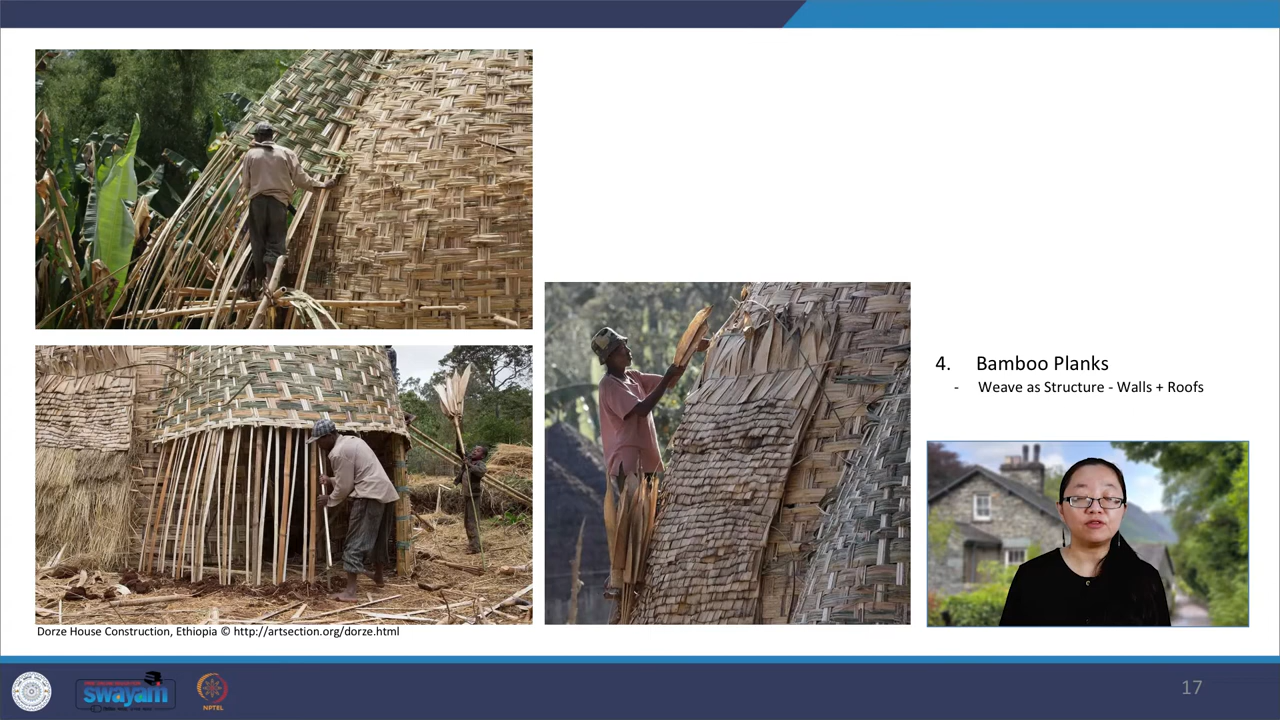 4. Bamboo Planks
- Weave as Structure - Walls + Roofs
Dorze House Construction, Ethiopia © http://artsection.org/dorze.html
swayam
NPTEL
17